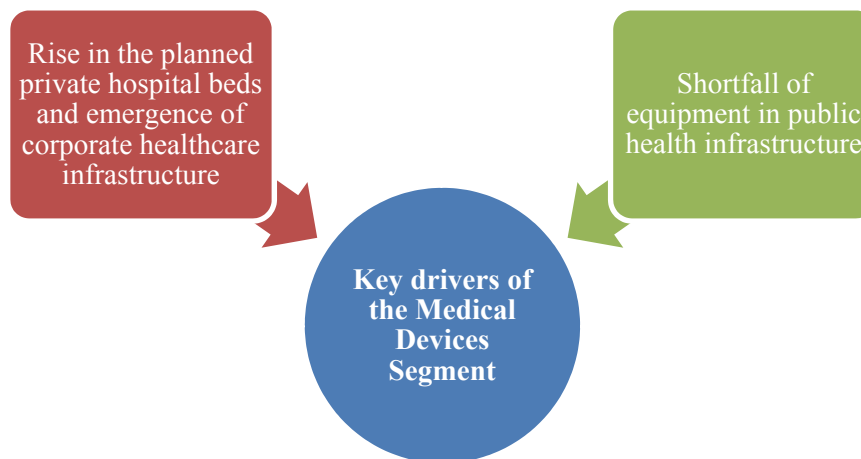 Rise in the planned
private hospital beds
and emergence of
corporate healthcare
infrastructure
Shortfall of
equipment in public
health infrastructure
Key drivers of
the Medical
Devices
Segment